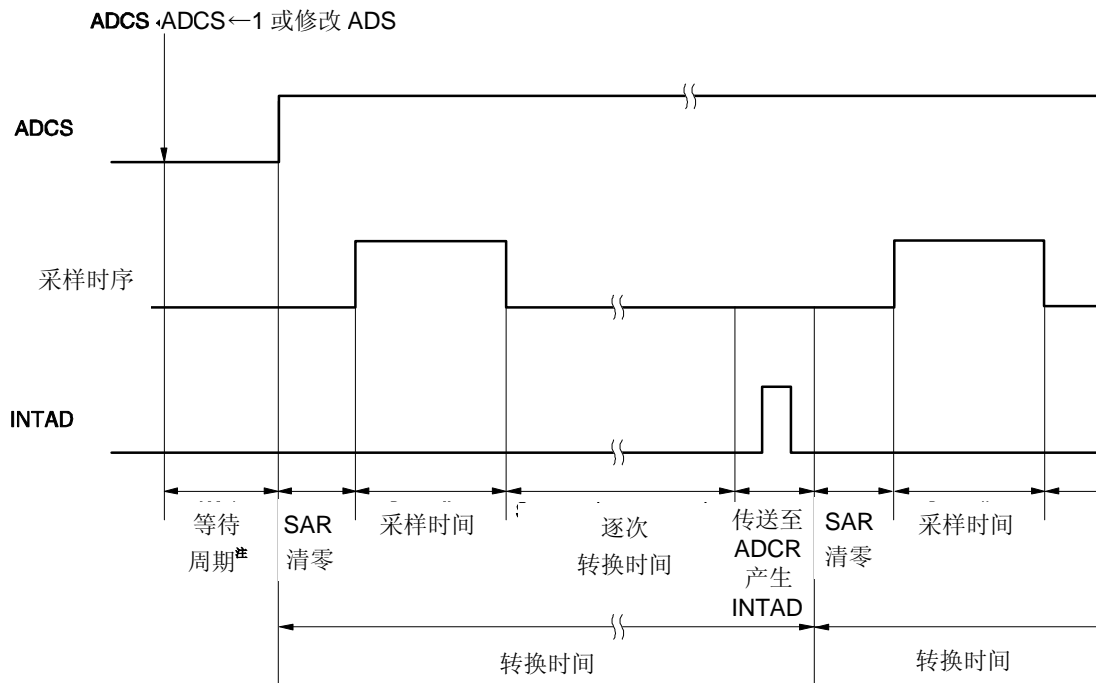 ADCS ADCS←1 或修改 ADS
ADCS
采样时序
INTAD
等待
周期注
SAR
清零
采样时间
逐次
转换时间
传送至
ADCR
产生
INTAD
SAR
清零
采样时间
转换时间
转换时间